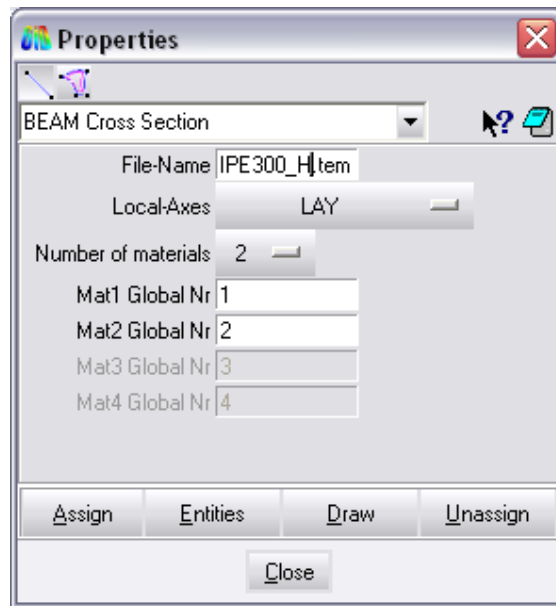 Properties
BEAM Cross Section
?
File-Name IPE300_H.tem
Local-Axes LAY
Number of materials 2
Mat1 Global Nr 1
Mat2 Global Nr 2
Mat3 Global Nr 3
Mat4 Global Nr 4
Assign Entities Draw Unassign
Close